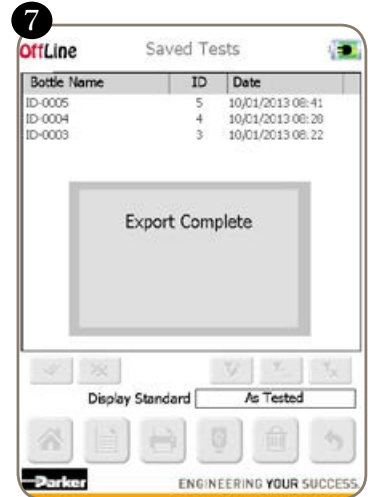 7
OffLine Saved Tests
Bottle Name ID Date
ID-0005 5 10/01/2013 08:41
ID-0004 4 10/01/2013 08:28
ID-0003 3 10/01/2013 08:22
Export Complete
Display Standard As Tested
Parker ENGINEERING YOUR SUCCESS.